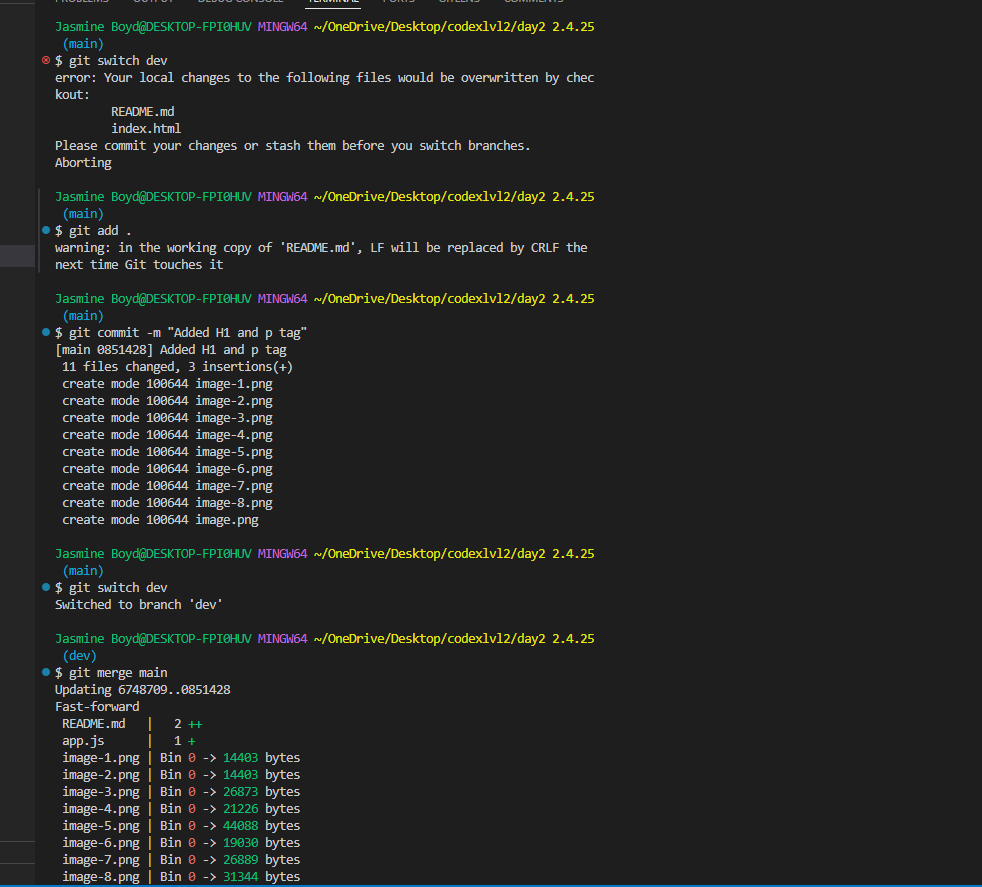 PROBLEMS OUTPUT DEBUG CONSOLE TERMINAL PORTS GITLENS COMMENTS
Jasmine Boyd@DESKTOP-FPI0HUV MINGW64 ~/OneDrive/Desktop/codexlvl2/day2 2.4.25
(main)
$ git switch dev
error: Your local changes to the following files would be overwritten by chec
kout:
README.md
index.html
Please commit your changes or stash them before you switch branches.
Aborting
Jasmine Boyd@DESKTOP-FPI0HUV MINGW64 ~/OneDrive/Desktop/codexlvl2/day2 2.4.25
(main)
$ git add .
warning: in the working copy of 'README.md', LF will be replaced by CRLF the
next time Git touches it
Jasmine Boyd@DESKTOP-FPI0HUV MINGW64 ~/OneDrive/Desktop/codexlvl2/day2 2.4.25
(main)
$ git commit -m "Added H1 and p tag"
[main 0851428] Added H1 and p tag
11 files changed, 3 insertions(+)
create mode 100644 image-1.png
create mode 100644 image-2.png
create mode 100644 image-3.png
create mode 100644 image-4.png
create mode 100644 image-5.png
create mode 100644 image-6.png
create mode 100644 image-7.png
create mode 100644 image-8.png
create mode 100644 image.png
Jasmine Boyd@DESKTOP-FPI0HUV MINGW64 ~/OneDrive/Desktop/codexlvl2/day2 2.4.25
(main)
$ git switch dev
Switched to branch 'dev'
Jasmine Boyd@DESKTOP-FPI0HUV MINGW64 ~/OneDrive/Desktop/codexlvl2/day2 2.4.25
(dev)
$ git merge main
Updating 6748709..0851428
Fast-forward
README.md | 2 ++
app.js | 1 +
image-1.png | Bin 0 -> 14403 bytes
image-2.png | Bin 0 -> 14403 bytes
image-3.png | Bin 0 -> 26873 bytes
image-4.png | Bin 0 -> 21226 bytes
image-5.png | Bin 0 -> 44088 bytes
image-6.png | Bin 0 -> 19030 bytes
image-7.png | Bin 0 -> 26889 bytes
image-8.png | Bin 0 -> 31344 bytes